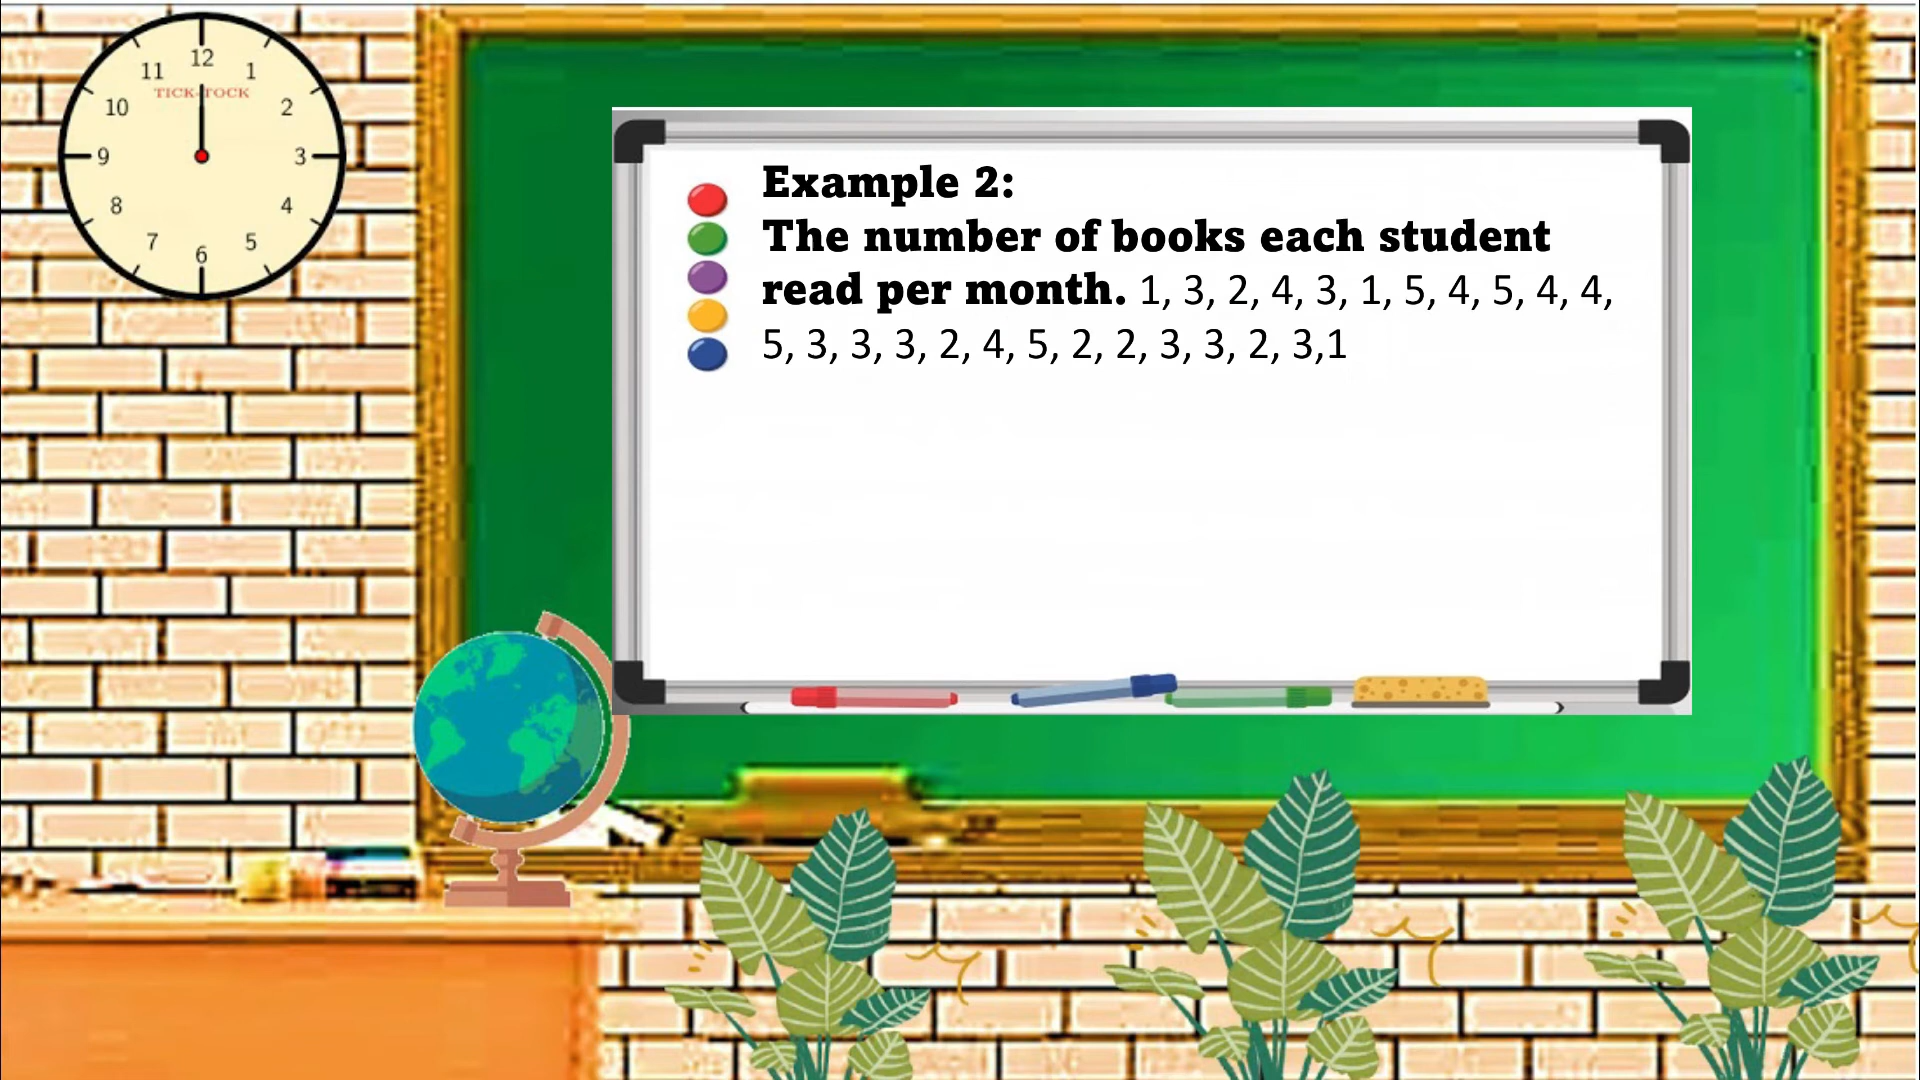 12
11
1
TICK-TOCK
10
2
9
3
8
4
7
5
6
Example 2:
The number of books each student
read per month. 1, 3, 2, 4, 3, 1, 5, 4, 5, 4, 4,
5, 3, 3, 3, 2, 4, 5, 2, 2, 3, 3, 2, 3,1